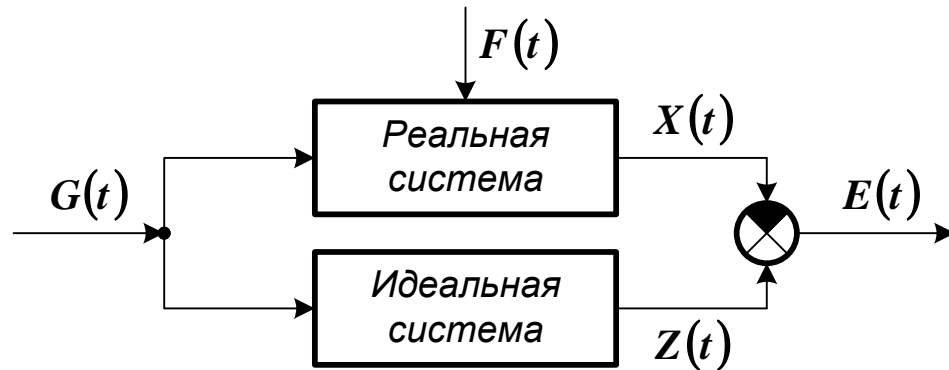 F(t)
Реальная
система
X(t)
G(t)
E(t)
Идеальная
система
Z(t)